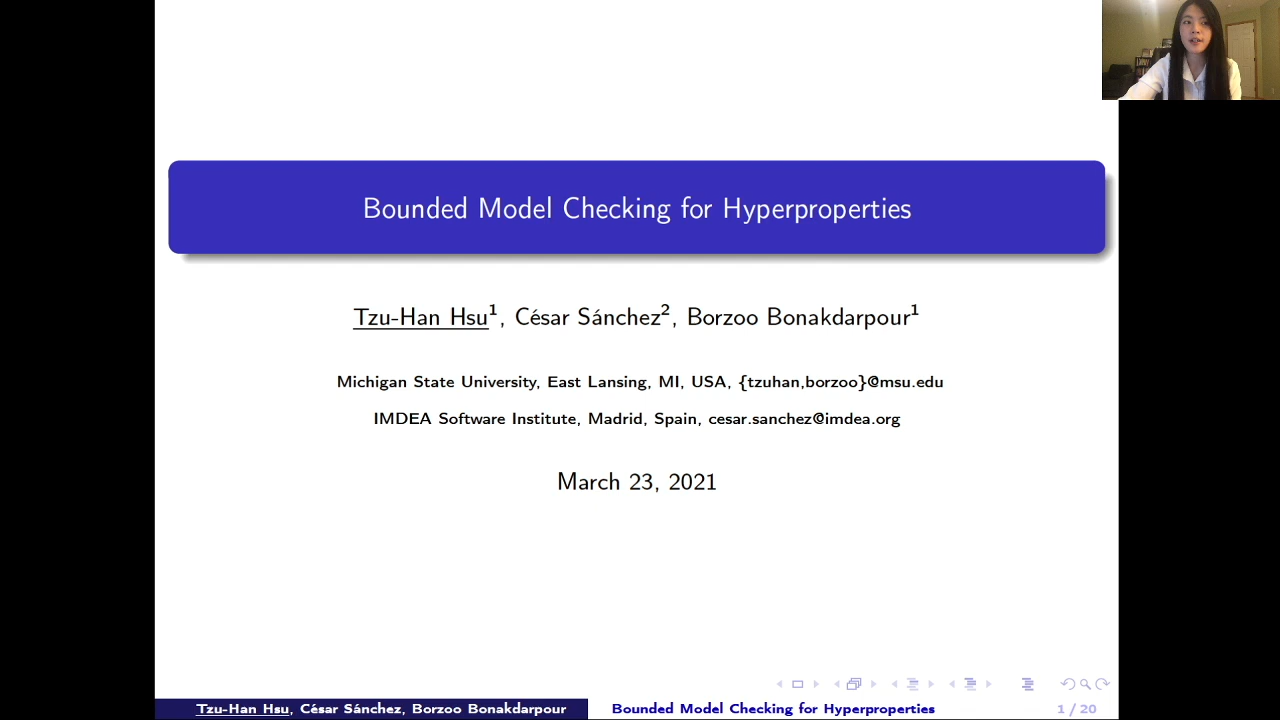 Bounded Model Checking for Hyperproperties
Tzu-Han Hsu¹, César Sánchez², Borzoo Bonakdarpour¹
Michigan State University, East Lansing, MI, USA, {tzuhan,borzoo}@msu.edu
IMDEA Software Institute, Madrid, Spain, cesar.sanchez@imdea.org
March 23, 2021
Tzu-Han Hsu, César Sánchez, Borzoo Bonakdarpour
Bounded Model Checking for Hyperproperties
1 / 20